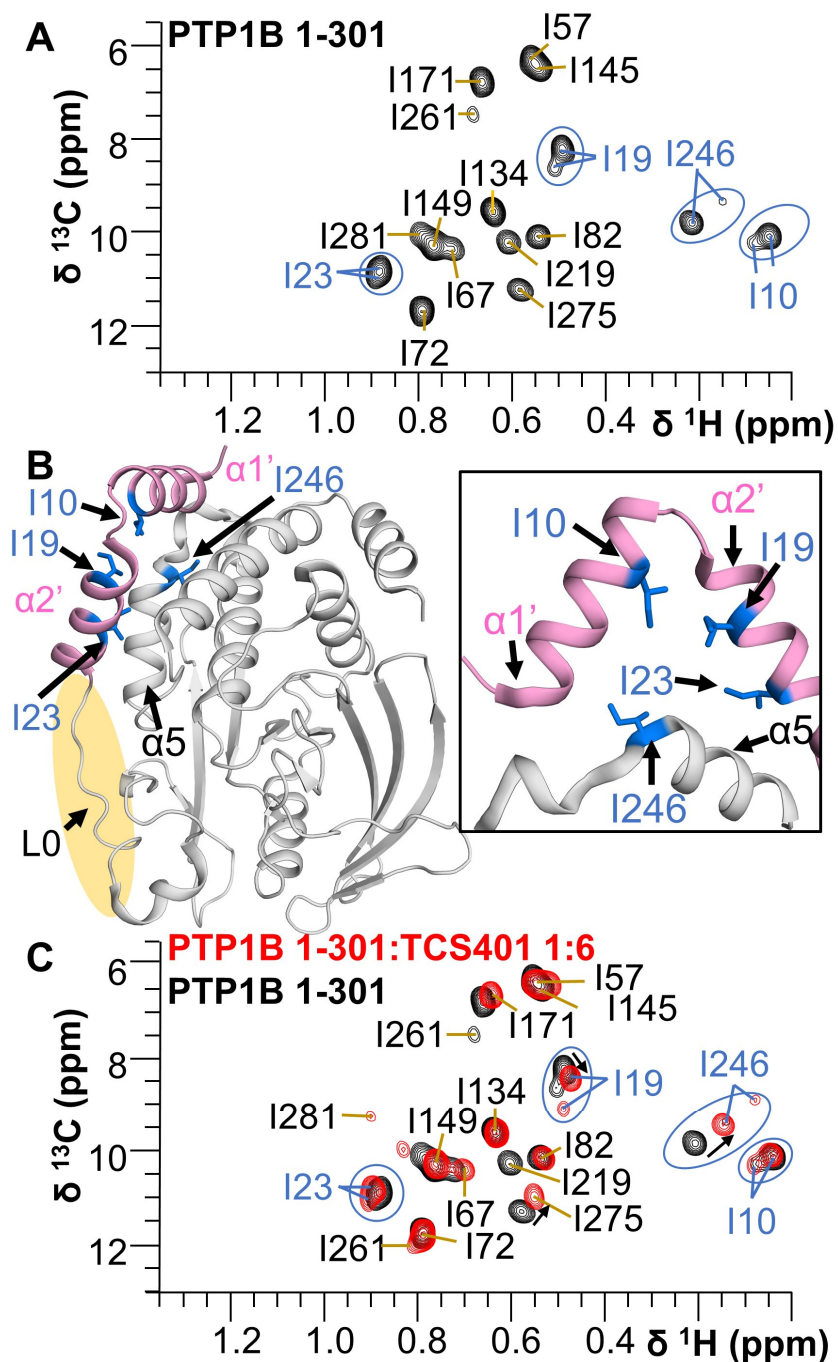 A
PTP1B 1-301
6
8
10
12
δ ¹³C (ppm)
I57
I171
I145
I261
I134
I19
I246
I149
I281
I82
I23
I219
I67
I10
I275
I72
1.2
1.0
0.8
0.6
0.4
δ ¹H (ppm)
B
α1'
I10
I246
I19
α2'
I23
α5
L0
α2'
I10
I19
α1'
I23
α5
I246
C
PTP1B 1-301:TCS401 1:6
PTP1B 1-301
6
8
10
12
δ ¹³C (ppm)
I57
I145
I171
I261
I134
I19
I246
I281
I149
I82
I23
I219
I67
I275
I10
I261
I72
1.2
1.0
0.8
0.6
0.4
δ ¹H (ppm)